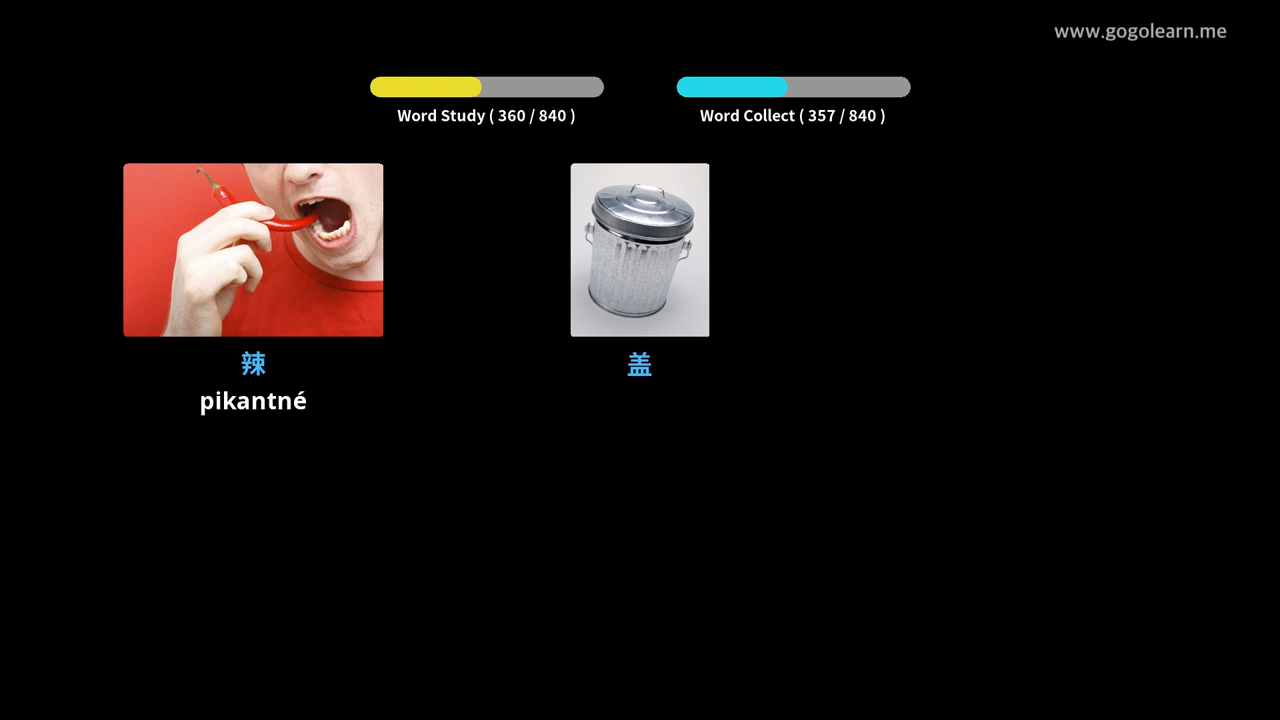 www.gogolearn.me
Word Study ( 360 / 840 )
Word Collect ( 357 / 840 )
辣
pikantné
盖